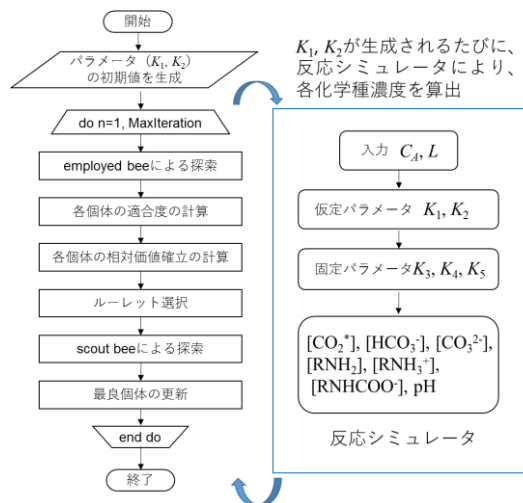 開始
パラメータ（K₁, K₂）
の初期値を生成
do n=1, MaxIteration
employed beeによる探索
各個体の適合度の計算
各個体の相対価値確立の計算
ルーレット選択
scout beeによる探索
最良個体の更新
end do
終了
K₁, K₂が生成されるたびに、
反応シミュレータにより、
各化学種濃度を算出
入力 C_A, L
仮定パラメータ K₁, K₂
固定パラメータK₃, K₄, K₅
[CO₂*], [HCO₃⁻], [CO₃²⁻],
[RNH₂], [RNH₃⁺],
[RNHCOO⁻], pH
反応シミュレータ